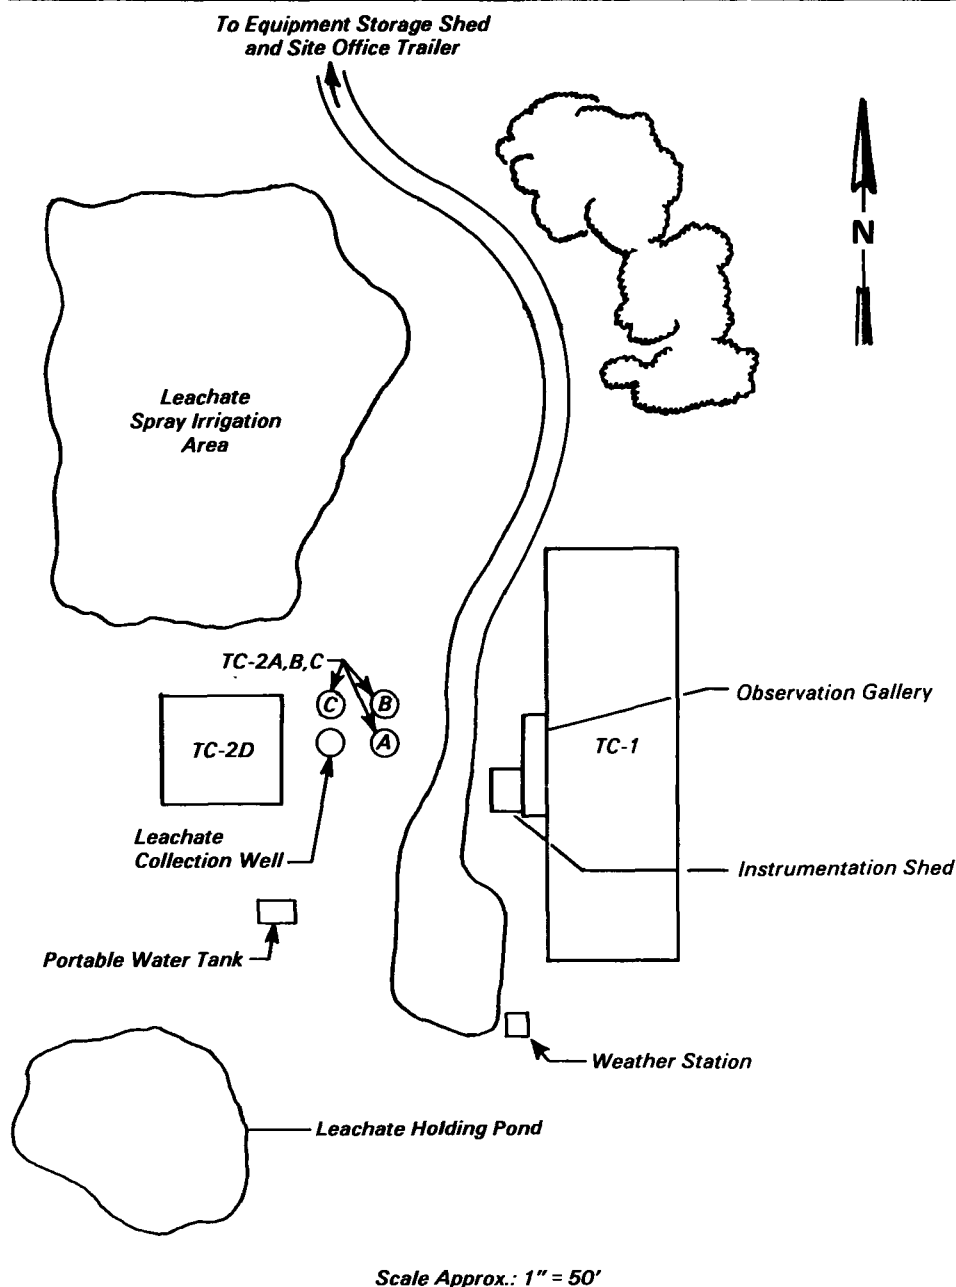 To Equipment Storage Shed
and Site Office Trailer
N
Leachate
Spray Irrigation
Area
TC-2A,B,C
C
B
A
TC-2D
TC-1
Observation Gallery
Leachate
Collection Well
Instrumentation Shed
Portable Water Tank
Weather Station
Leachate Holding Pond
Scale Approx.: 1" = 50'